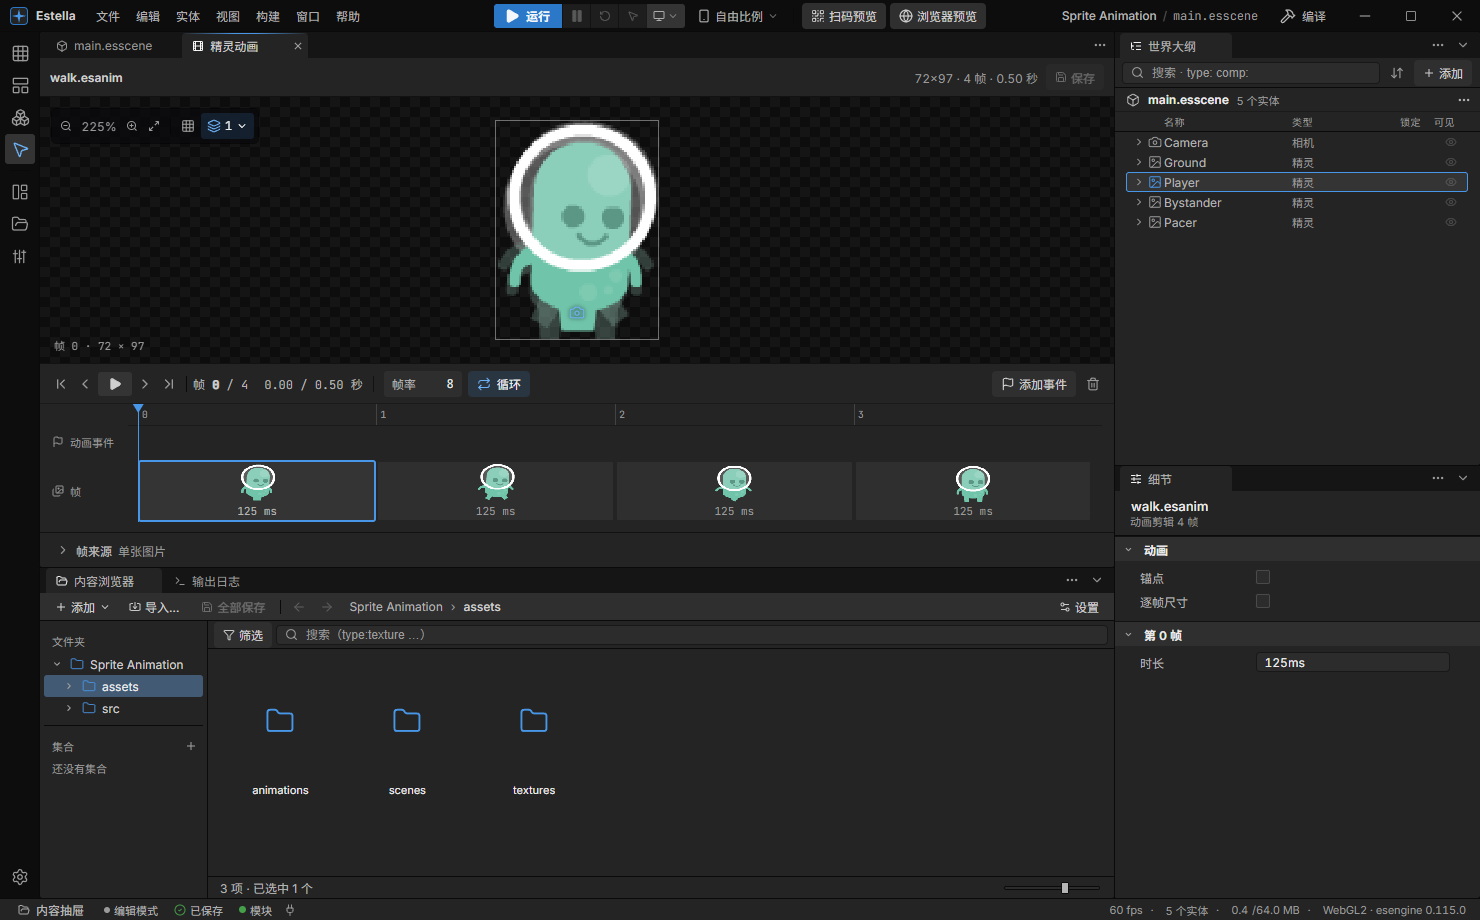 Estella 文件 编辑 实体 视图 构建 窗口 帮助 运行 自由比例 扫码预览 浏览器预览 Sprite Animation / main.esscene 编译
main.esscene 精灵动画
walk.esanim 72×97 · 4 帧 · 0.50 秒 保存
225% 1
帧 0 · 72 × 97
帧 0 / 4 0.00 / 0.50 秒 帧率 8 循环 添加事件
0 1 2 3
动画事件
帧
125 ms 125 ms 125 ms 125 ms
帧来源 单张图片
内容浏览器 输出日志
添加 导入... 全部保存 Sprite Animation › assets 设置
文件夹
Sprite Animation
assets
src
集合
还没有集合
筛选 搜索（type:texture ...）
animations scenes textures
3 项 · 已选中 1 个
世界大纲
搜索 · type: comp: 添加
main.esscene 5 个实体
名称 类型 锁定 可见
Camera 相机
Ground 精灵
Player 精灵
Bystander 精灵
Pacer 精灵
细节
walk.esanim
动画剪辑 4 帧
动画
锚点
逐帧尺寸
第 0 帧
时长 125ms
内容抽屉 编辑模式 已保存 模块 60 fps · 5 个实体 · 0.4 /64.0 MB · WebGL2 · esengine 0.115.0